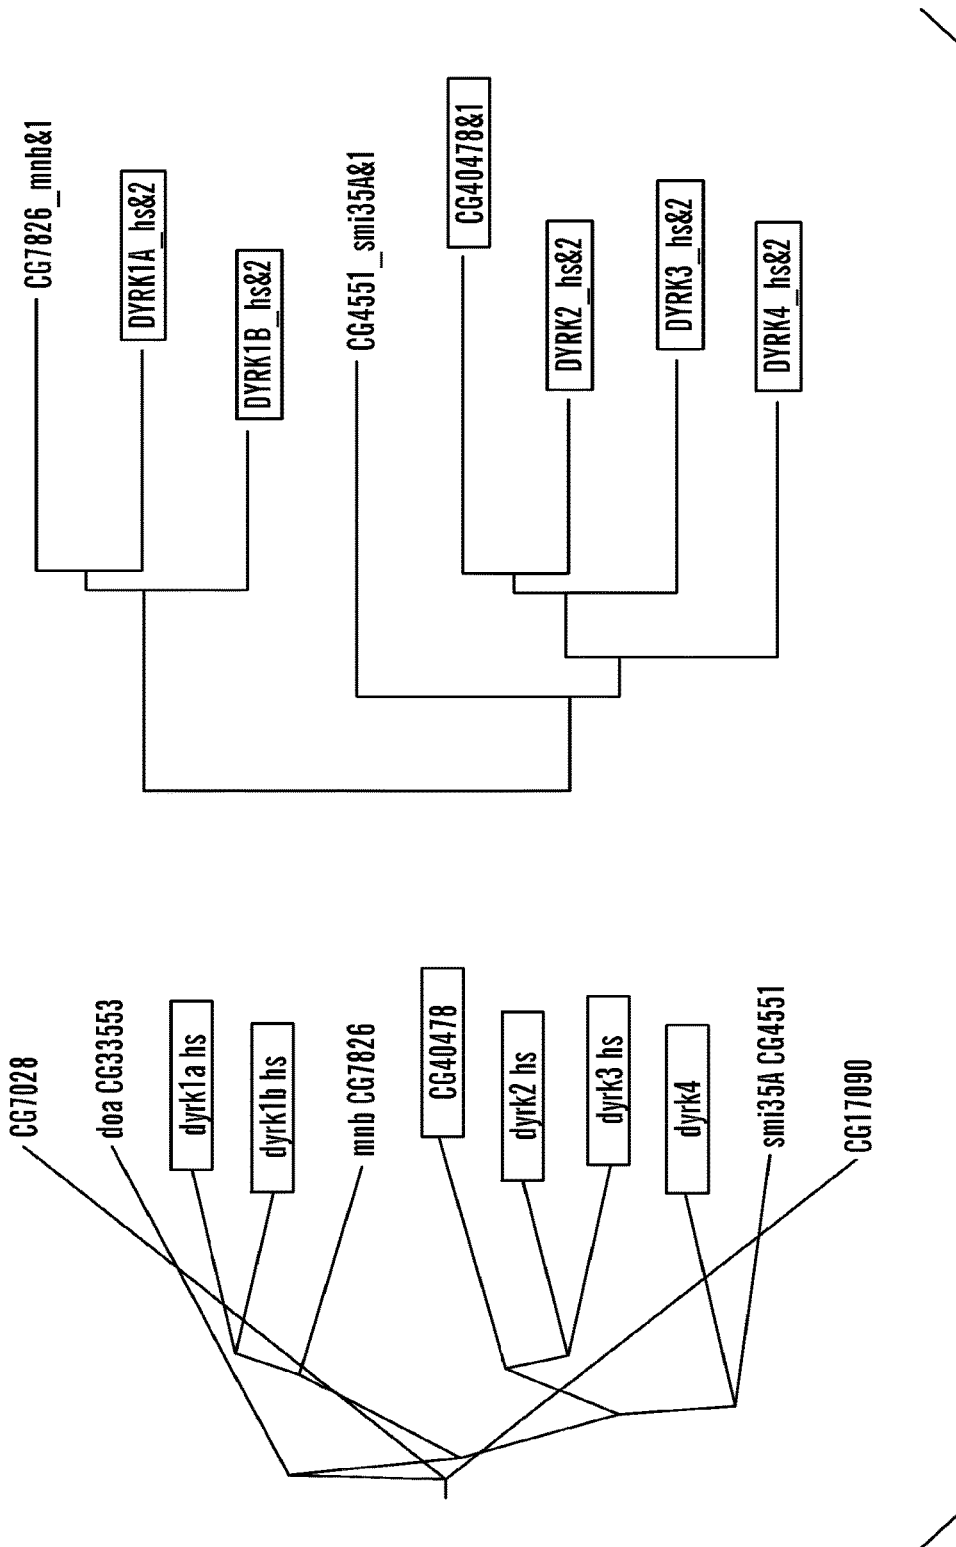 CG7028
doa CG33553
dyrk1a hs
dyrk1b hs
mnb CG7826
CG40478
dyrk2 hs
dyrk3 hs
dyrk4
smi35A CG4551
CG17090
CG7826_mnb&1
DYRK1A_hs&2
DYRK1B_hs&2
CG4551_smi35A&1
CG40478&1
DYRK2_hs&2
DYRK3_hs&2
DYRK4_hs&2